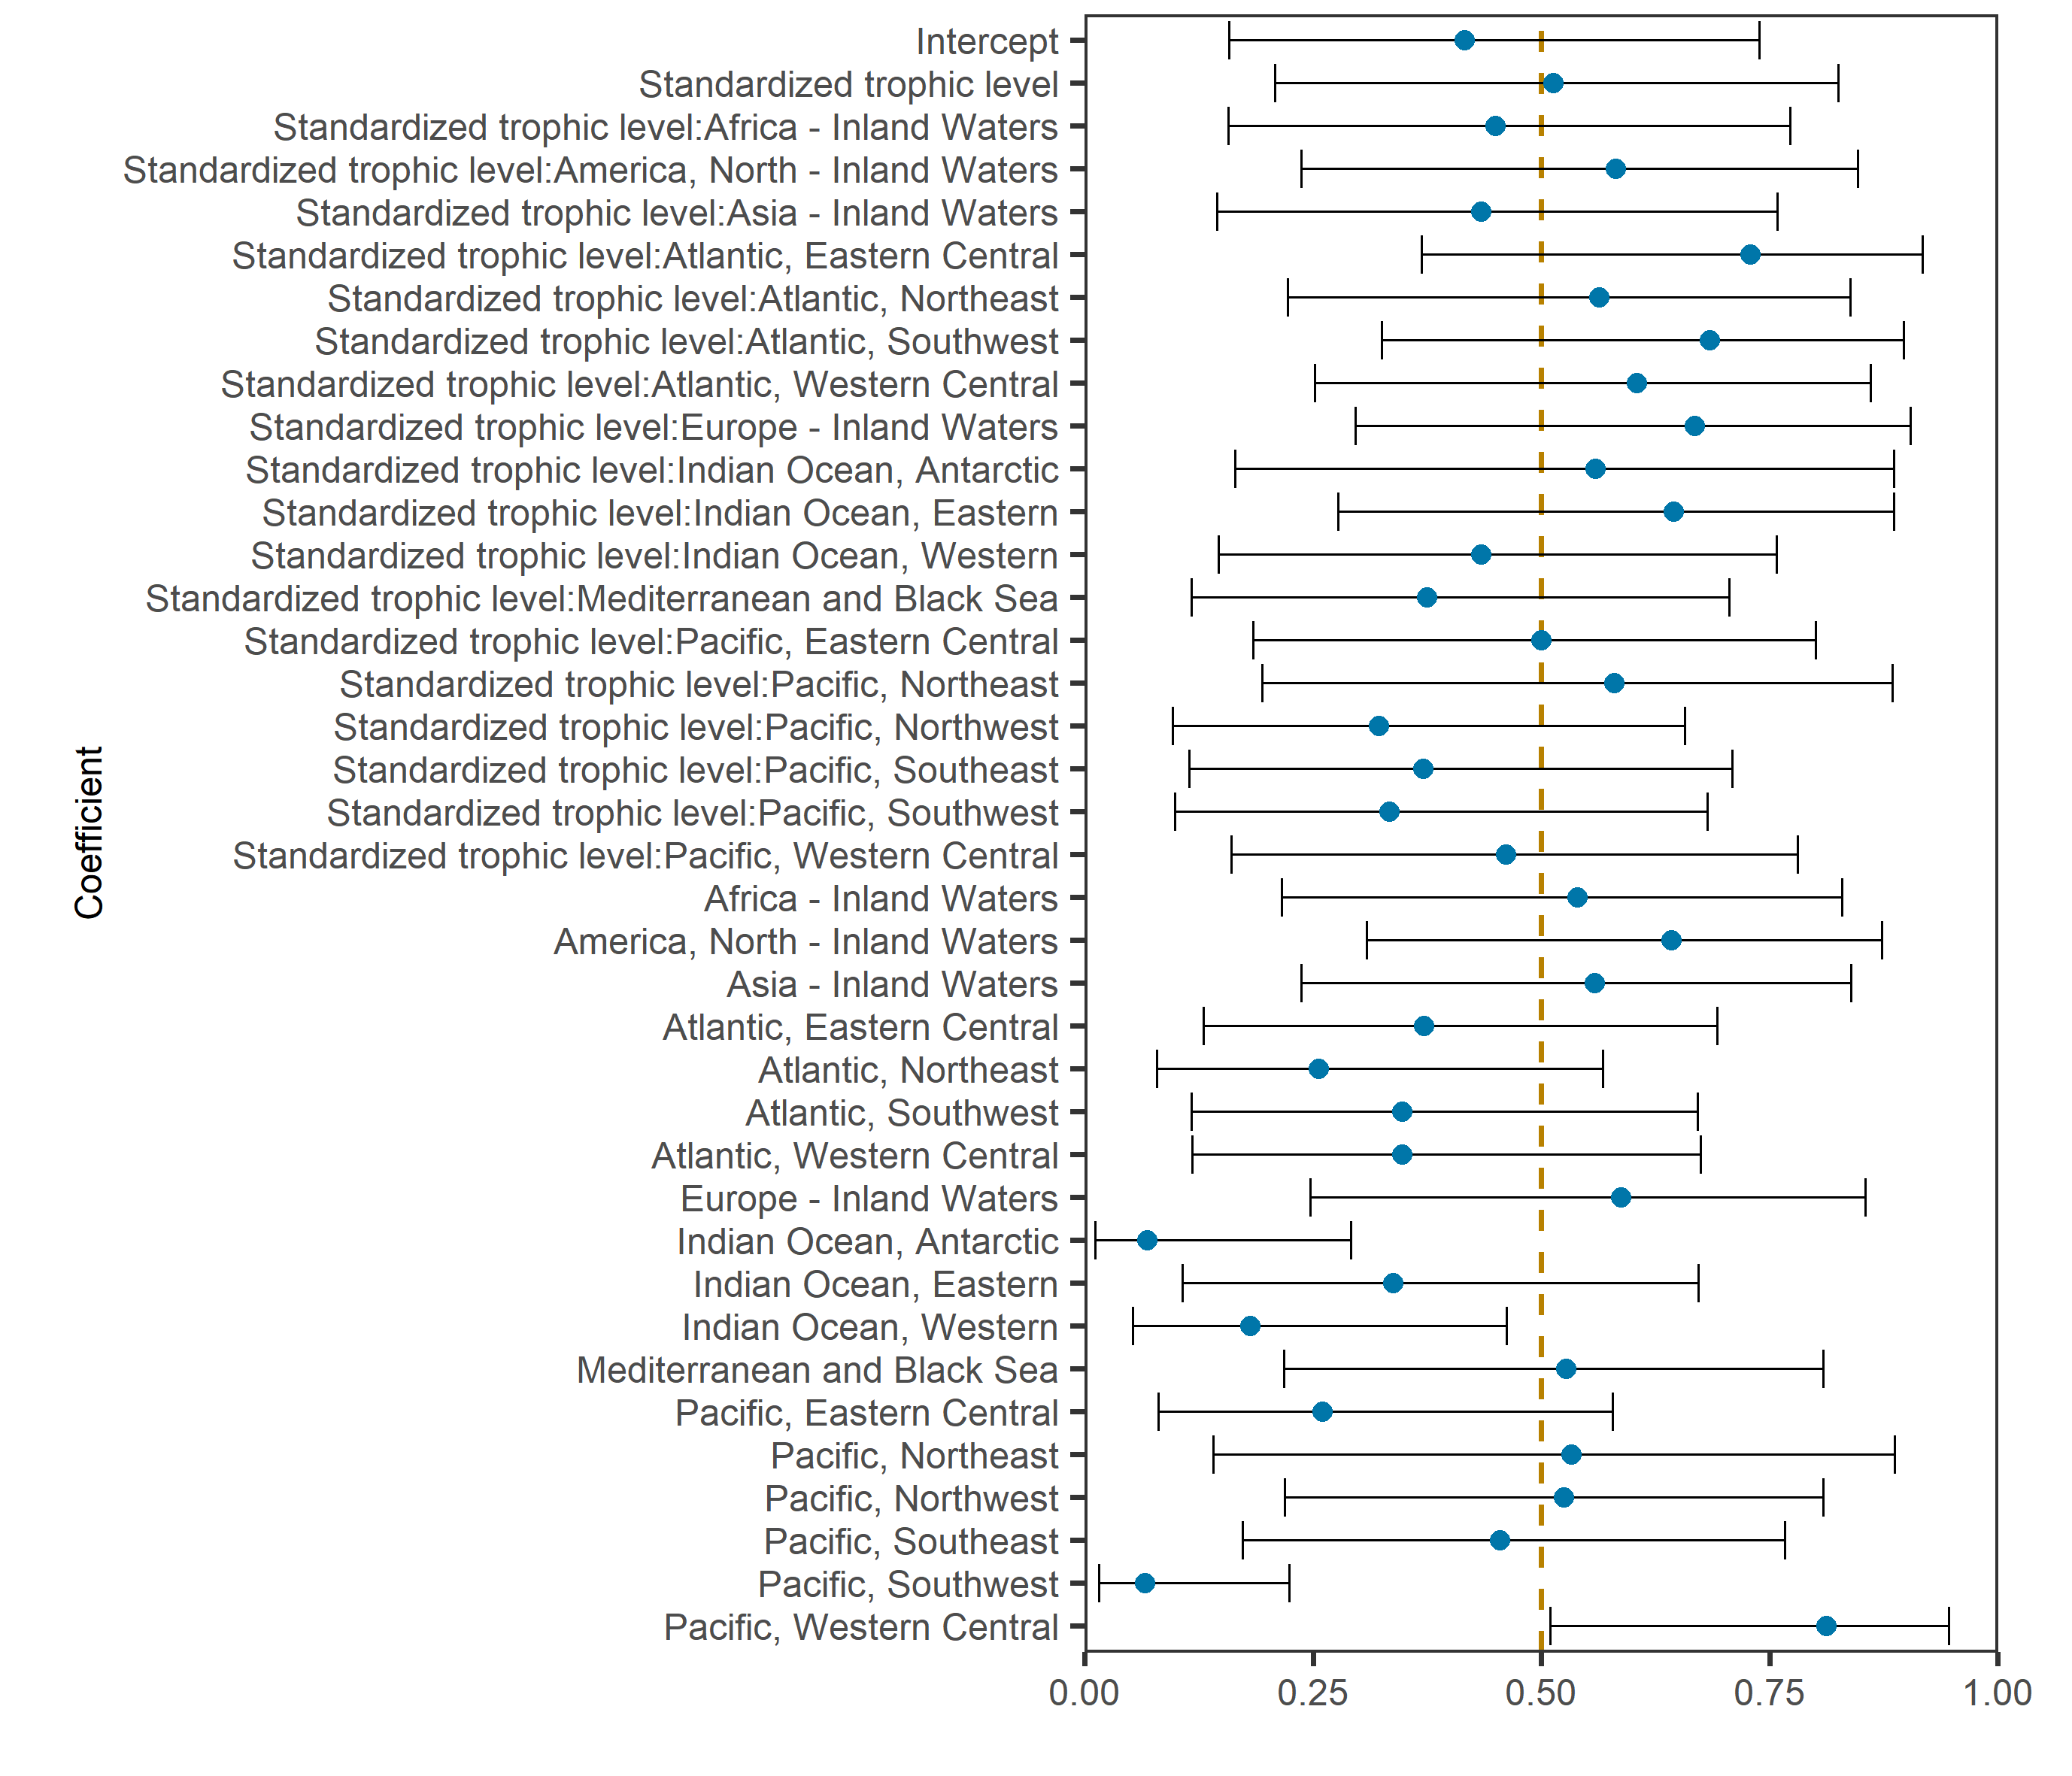 Intercept
Standardized trophic level
Standardized trophic level:Africa - Inland Waters
Standardized trophic level:America, North - Inland Waters
Standardized trophic level:Asia - Inland Waters
Standardized trophic level:Atlantic, Eastern Central
Standardized trophic level:Atlantic, Northeast
Standardized trophic level:Atlantic, Southwest
Standardized trophic level:Atlantic, Western Central
Standardized trophic level:Europe - Inland Waters
Standardized trophic level:Indian Ocean, Antarctic
Standardized trophic level:Indian Ocean, Eastern
Standardized trophic level:Indian Ocean, Western
Standardized trophic level:Mediterranean and Black Sea
Standardized trophic level:Pacific, Eastern Central
Standardized trophic level:Pacific, Northeast
Standardized trophic level:Pacific, Northwest
Standardized trophic level:Pacific, Southeast
Standardized trophic level:Pacific, Southwest
Standardized trophic level:Pacific, Western Central
Africa - Inland Waters
America, North - Inland Waters
Asia - Inland Waters
Atlantic, Eastern Central
Atlantic, Northeast
Atlantic, Southwest
Atlantic, Western Central
Europe - Inland Waters
Indian Ocean, Antarctic
Indian Ocean, Eastern
Indian Ocean, Western
Mediterranean and Black Sea
Pacific, Eastern Central
Pacific, Northeast
Pacific, Northwest
Pacific, Southeast
Pacific, Southwest
Pacific, Western Central
Coefficient
0.00 0.25 0.50 0.75 1.00